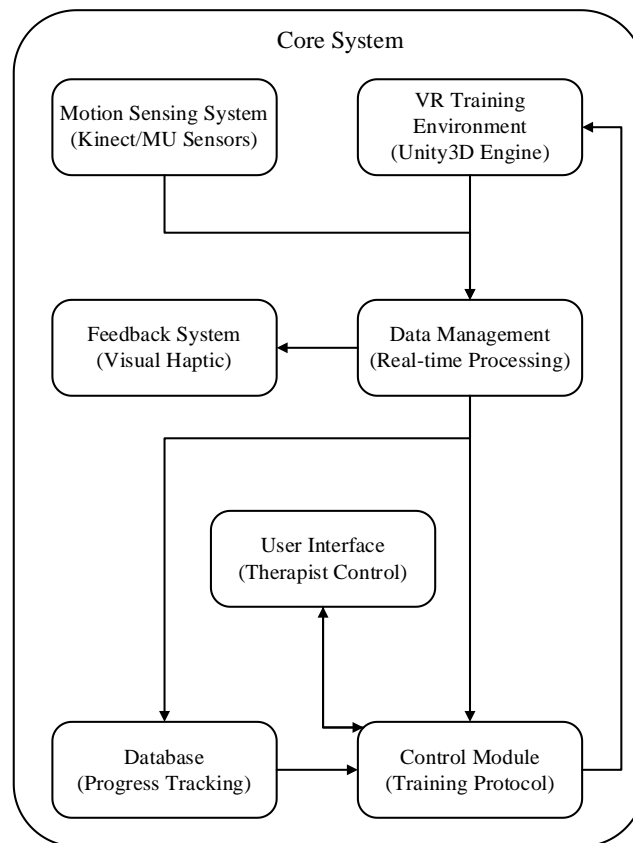 Core System
Motion Sensing System
(Kinect/MU Sensors)
VR Training
Environment
(Unity3D Engine)
Feedback System
(Visual Haptic)
Data Management
(Real-time Processing)
User Interface
(Therapist Control)
Database
(Progress Tracking)
Control Module
(Training Protocol)